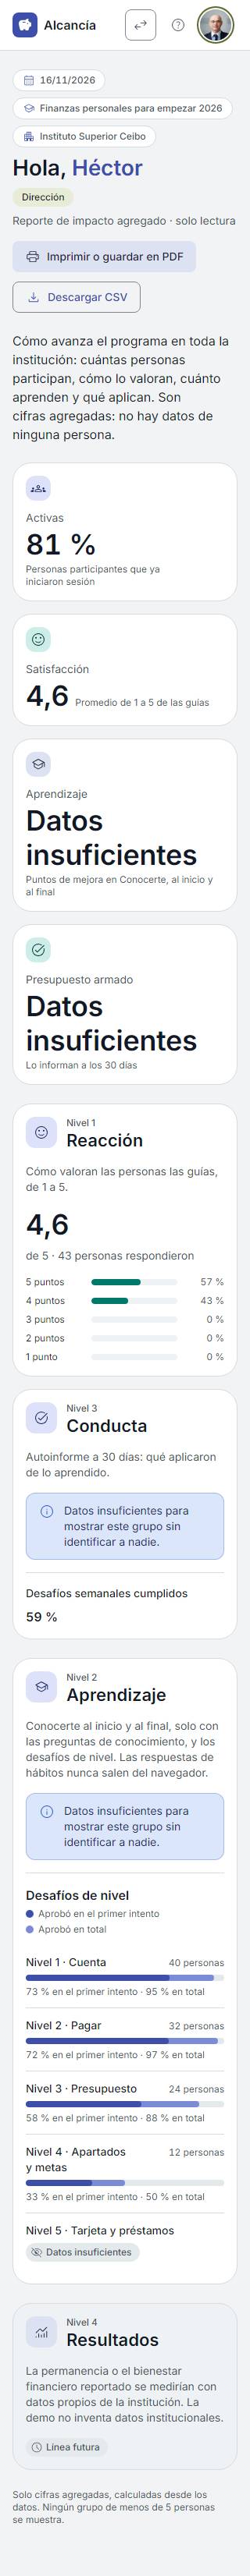 Alcancía
16/11/2026
Finanzas personales para empezar 2026
Instituto Superior Ceibo
Hola, Héctor
Dirección
Reporte de impacto agregado · solo lectura
Imprimir o guardar en PDF
Descargar CSV
Cómo avanza el programa en toda la
institución: cuántas personas
participan, cómo lo valoran, cuánto
aprenden y qué aplican. Son
cifras agregadas: no hay datos de
ninguna persona.
Activas
81 %
Personas participantes que ya
iniciaron sesión
Satisfacción
4,6 Promedio de 1 a 5 de las guías
Aprendizaje
Datos
insuficientes
Puntos de mejora en Conocerte, al inicio y
al final
Presupuesto armado
Datos
insuficientes
Lo informan a los 30 días
Nivel 1
Reacción
Cómo valoran las personas las guías,
de 1 a 5.
4,6
de 5 · 43 personas respondieron
5 puntos 57 %
4 puntos 43 %
3 puntos 0 %
2 puntos 0 %
1 punto 0 %
Nivel 3
Conducta
Autoinforme a 30 días: qué aplicaron
de lo aprendido.
Datos insuficientes para
mostrar este grupo sin
identificar a nadie.
Desafíos semanales cumplidos
59 %
Nivel 2
Aprendizaje
Conocerte al inicio y al final, solo con
las preguntas de conocimiento, y los
desafíos de nivel. Las respuestas de
hábitos nunca salen del navegador.
Datos insuficientes para
mostrar este grupo sin
identificar a nadie.
Desafíos de nivel
Aprobó en el primer intento
Aprobó en total
Nivel 1 · Cuenta 40 personas
73 % en el primer intento · 95 % en total
Nivel 2 · Pagar 32 personas
72 % en el primer intento · 97 % en total
Nivel 3 · Presupuesto 24 personas
58 % en el primer intento · 88 % en total
Nivel 4 · Apartados 12 personas
y metas
33 % en el primer intento · 50 % en total
Nivel 5 · Tarjeta y préstamos
Datos insuficientes
Nivel 4
Resultados
La permanencia o el bienestar
financiero reportado se medirían con
datos propios de la institución. La
demo no inventa datos institucionales.
Línea futura
Solo cifras agregadas, calculadas desde los
datos. Ningún grupo de menos de 5 personas
se muestra.